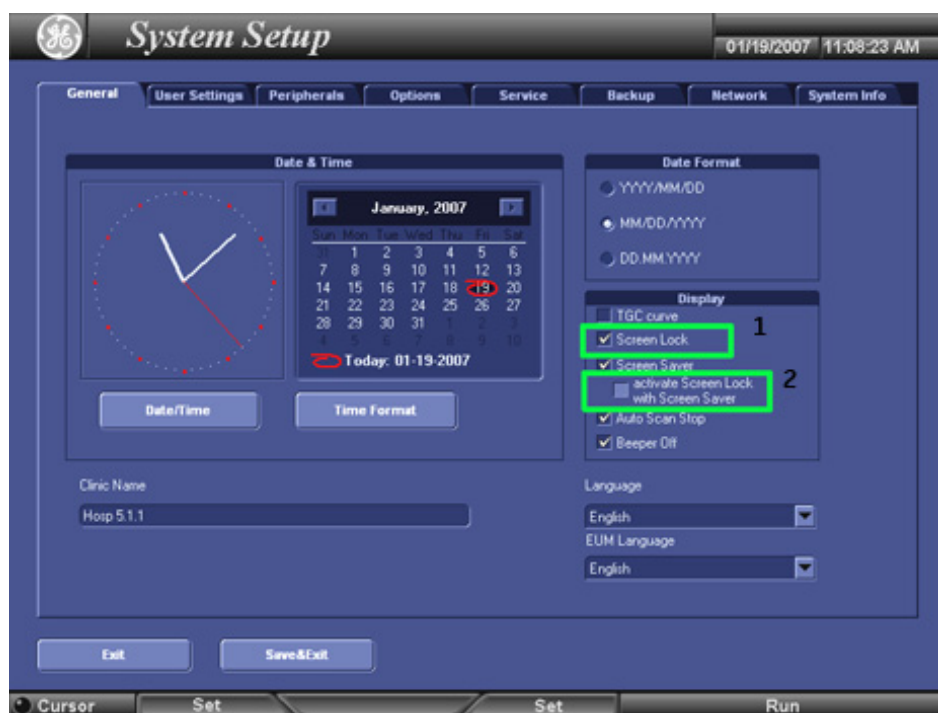 System Setup
01/19/2007 11:08:23 AM
General User Settings Peripherals Options Service Backup Network System Info
Date & Time
January, 2007
Sun Mon Tue Wed Thu Fri Sat
31 1 2 3 4 5 6
7 8 9 10 11 12 13
14 15 16 17 18 19 20
21 22 23 24 25 26 27
28 29 30 31 1 2 3
4 5 6 7 8 9 10
Today: 01-19-2007
Date/Time Time Format
Date Format
YYYY/MM/DD
MM/DD/YYYY
DD.MM.YYYY
Display
TGC curve
Screen Lock
1
Screen Saver
activate Screen Lock
with Screen Saver
2
Auto Scan Stop
Beeper Off
Clinic Name
Hosp 5.1.1
Language
English
EUM Language
English
Exit Save&Exit
Cursor Set Set Run